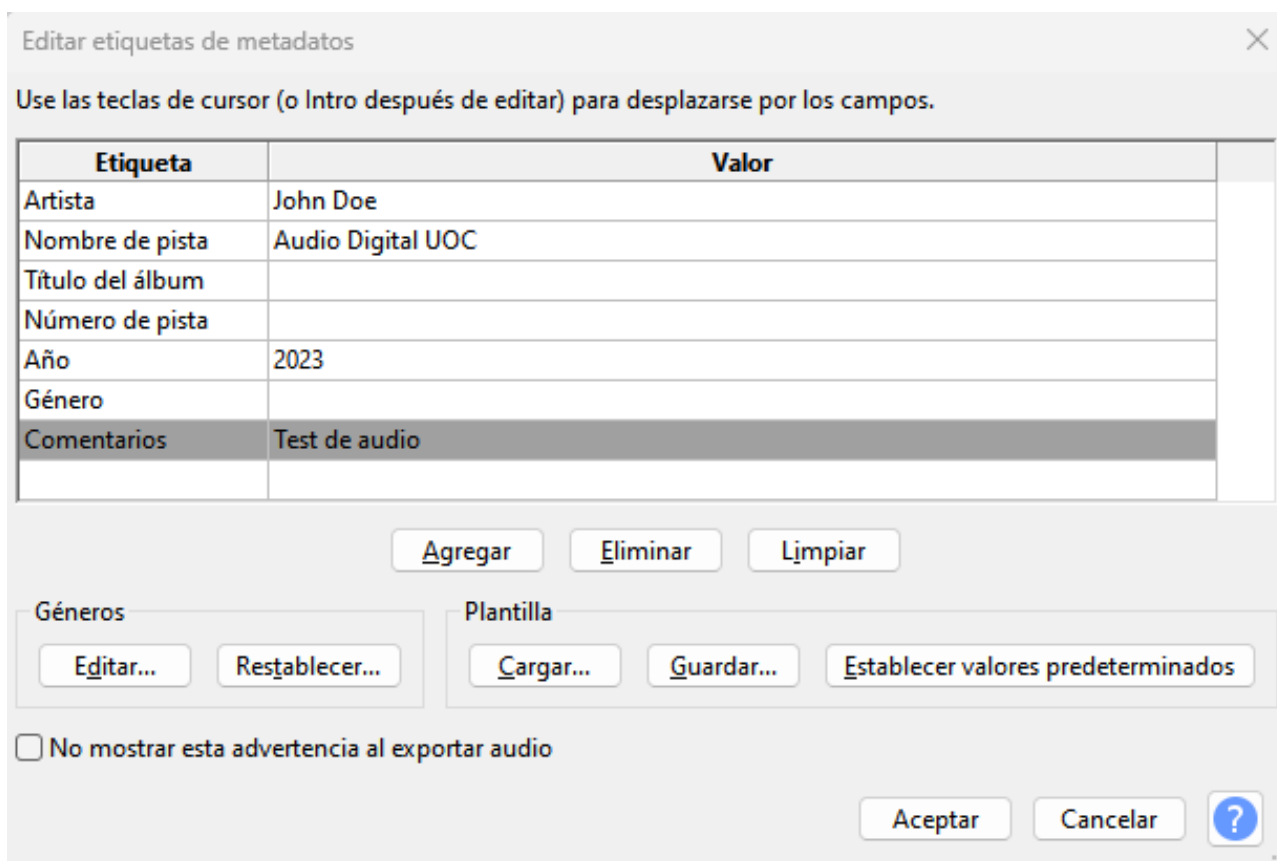 Editar etiquetas de metadatos
Use las teclas de cursor (o Intro después de editar) para desplazarse por los campos.
Etiqueta Valor
Artista John Doe
Nombre de pista Audio Digital UOC
Título del álbum
Número de pista
Año 2023
Género
Comentarios Test de audio
Agregar Eliminar Limpiar
Géneros Plantilla
Editar... Restablecer... Cargar... Guardar... Establecer valores predeterminados
No mostrar esta advertencia al exportar audio
Aceptar Cancelar ?